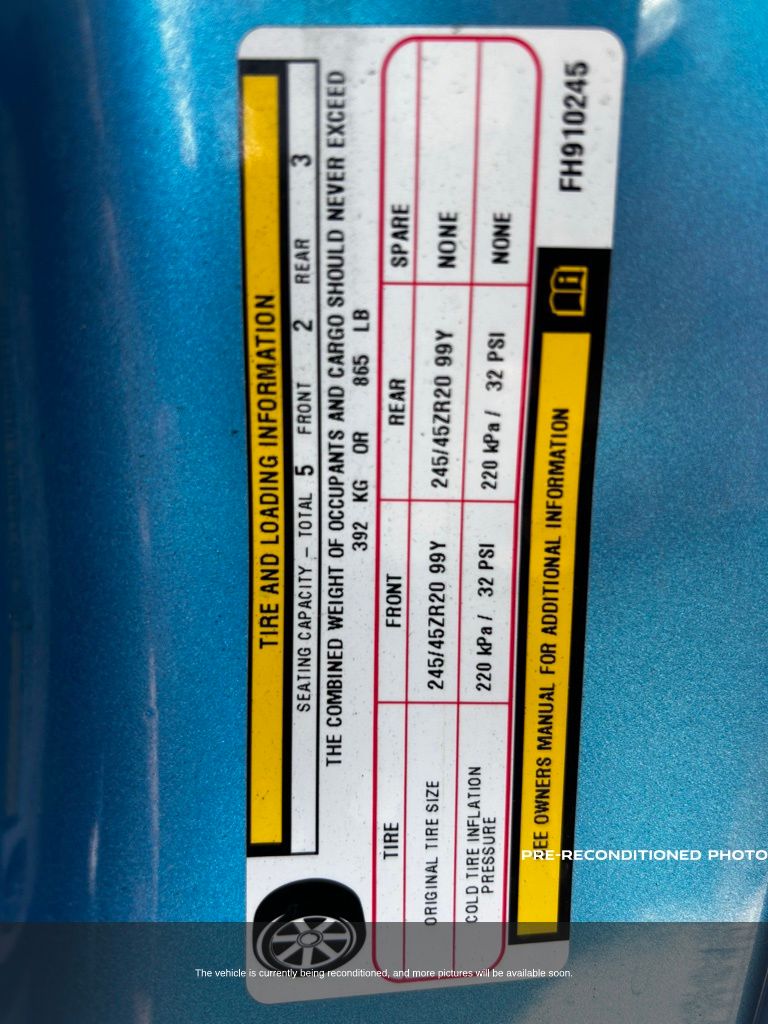 TIRE AND LOADING INFORMATION
SEATING CAPACITY – TOTAL 5 FRONT 2 REAR 3
THE COMBINED WEIGHT OF OCCUPANTS AND CARGO SHOULD NEVER EXCEED
392 KG OR 865 LB
TIRE FRONT REAR SPARE
ORIGINAL TIRE SIZE 245/45ZR20 99Y 245/45ZR20 99Y NONE
COLD TIRE INFLATION PRESSURE 220 kPa / 32 PSI 220 kPa / 32 PSI NONE
SEE OWNERS MANUAL FOR ADDITIONAL INFORMATION
FH910245
PRE-RECONDITIONED PHOTO
The vehicle is currently being reconditioned, and more pictures will be available soon.